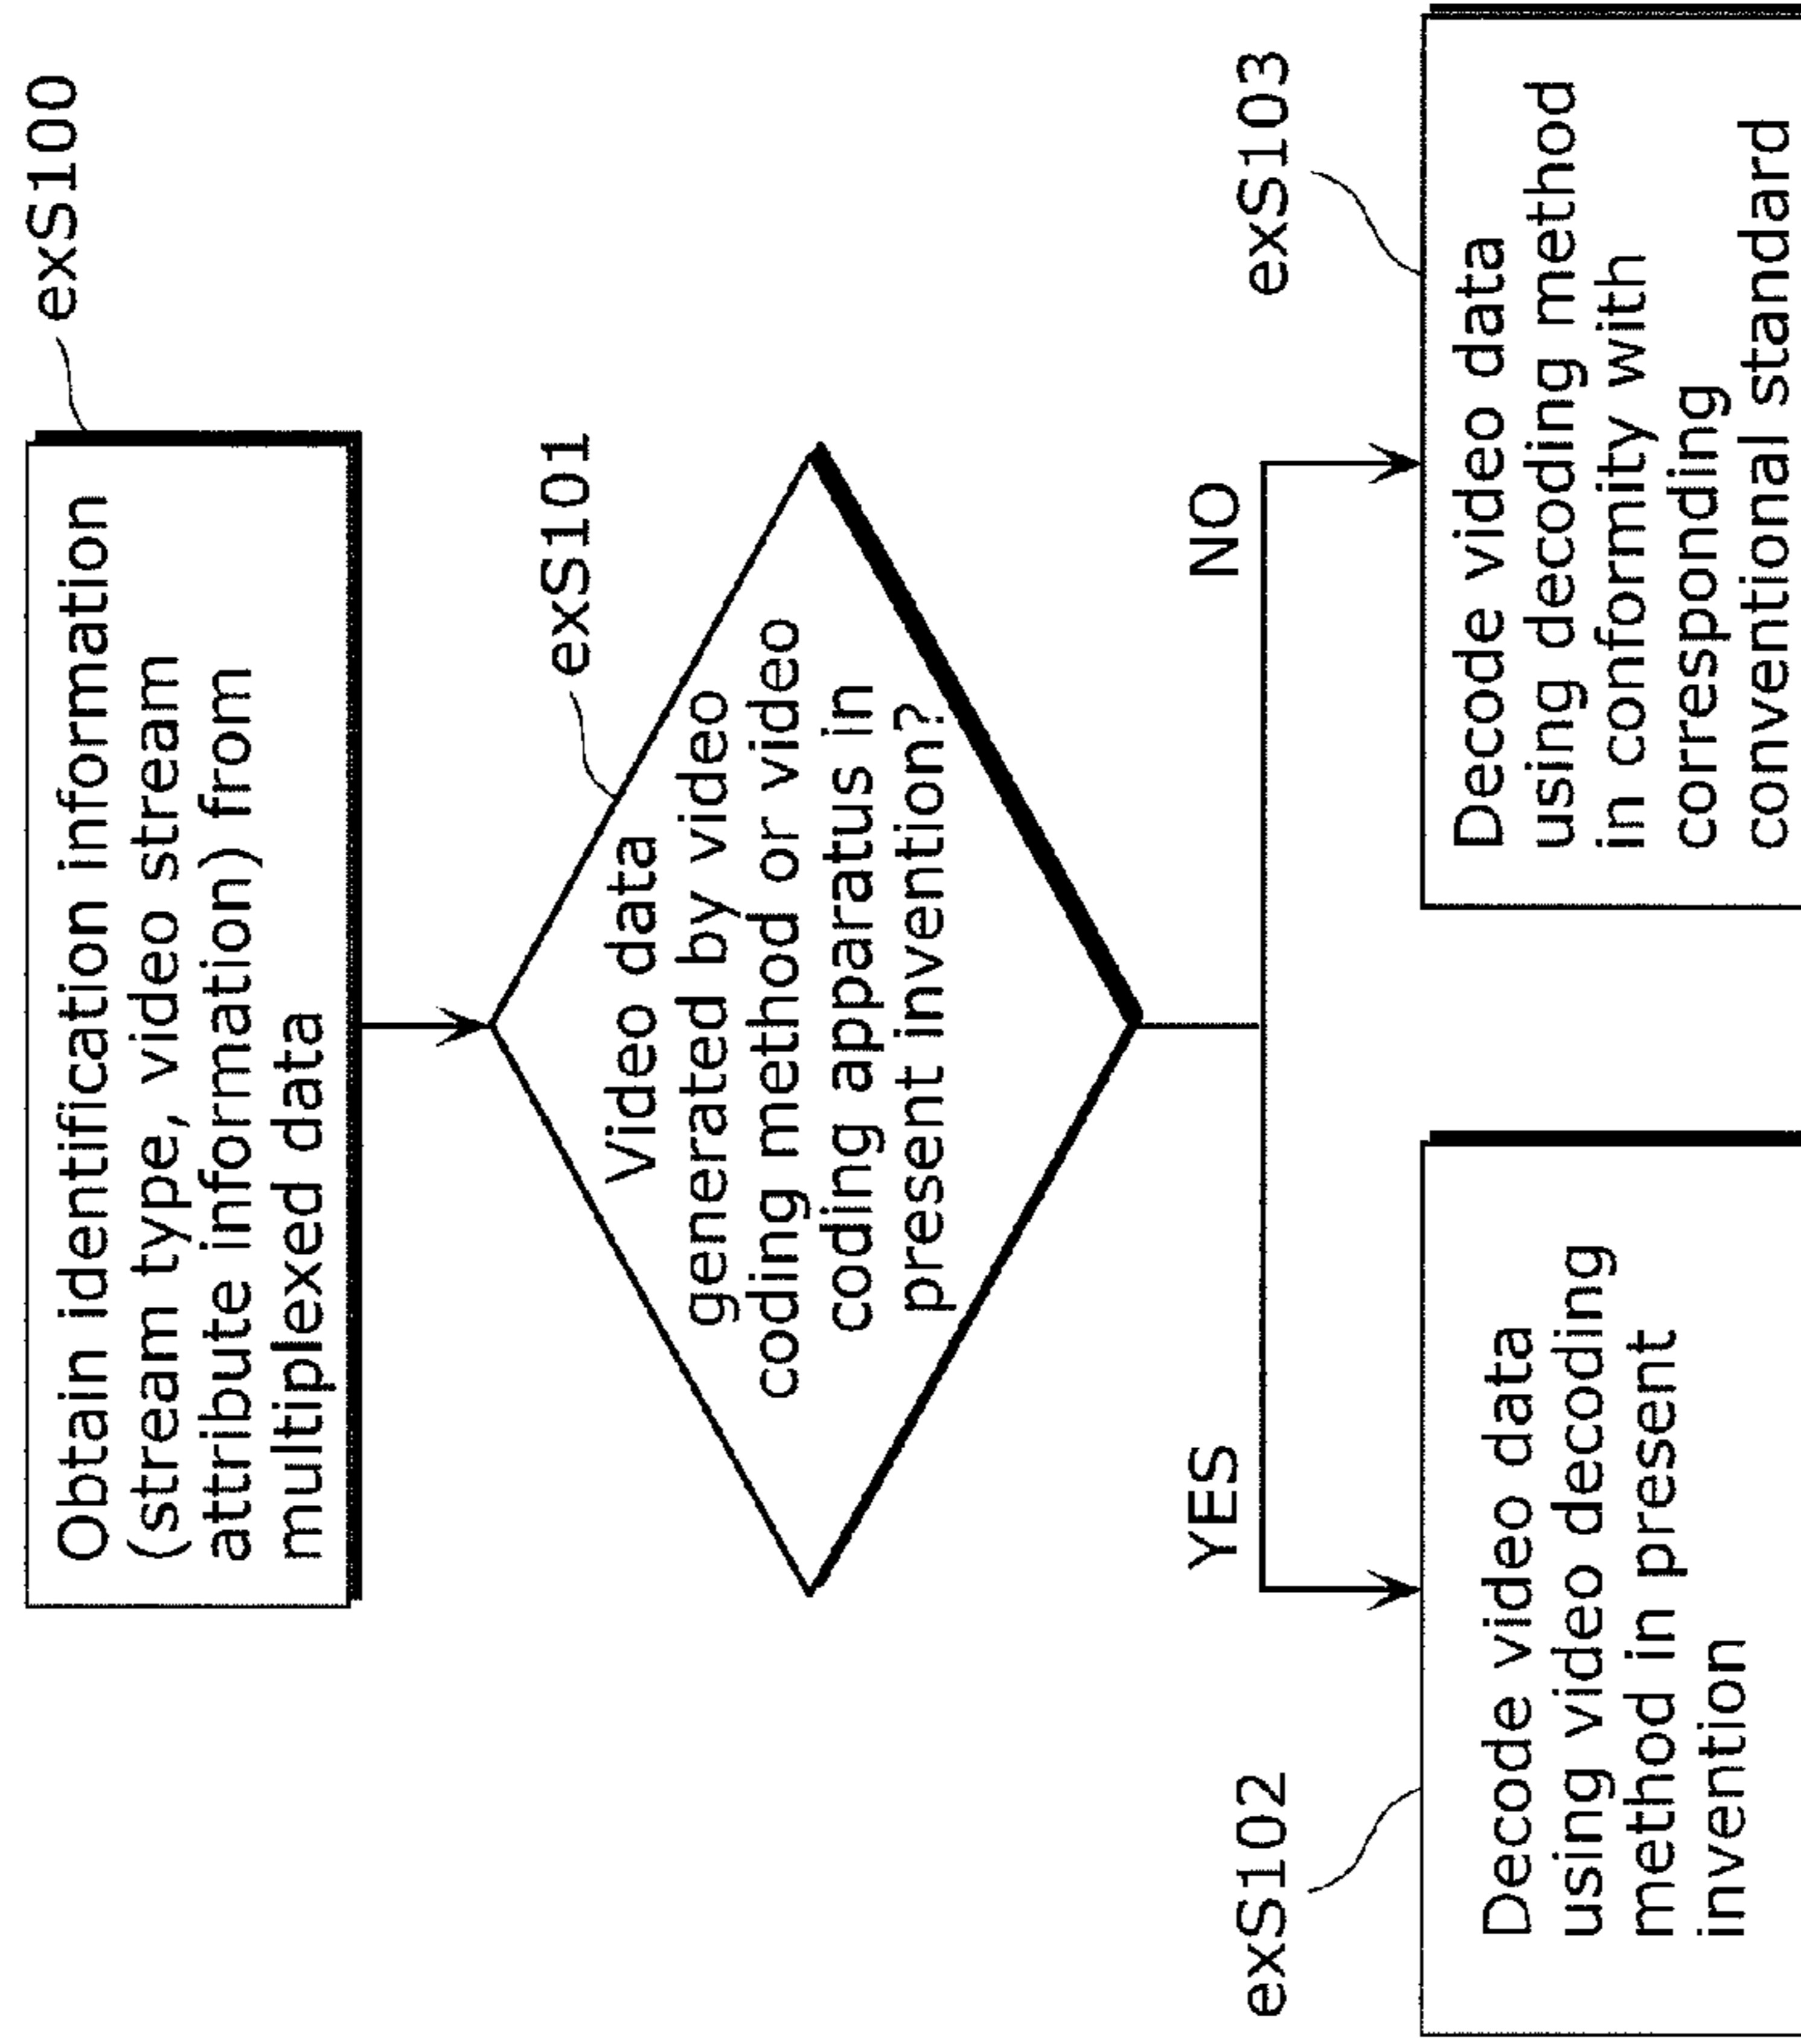 exS100
Obtain identification information
(stream type, video stream
attribute information) from
multiplexed data
exS101
Video data
generated by video
coding method or video
coding apparatus in
present invention?
YES
NO
exS102
exS103
Decode video data
using video decoding
method in present
invention
Decode video data
using decoding method
in conformity with
corresponding
conventional standard